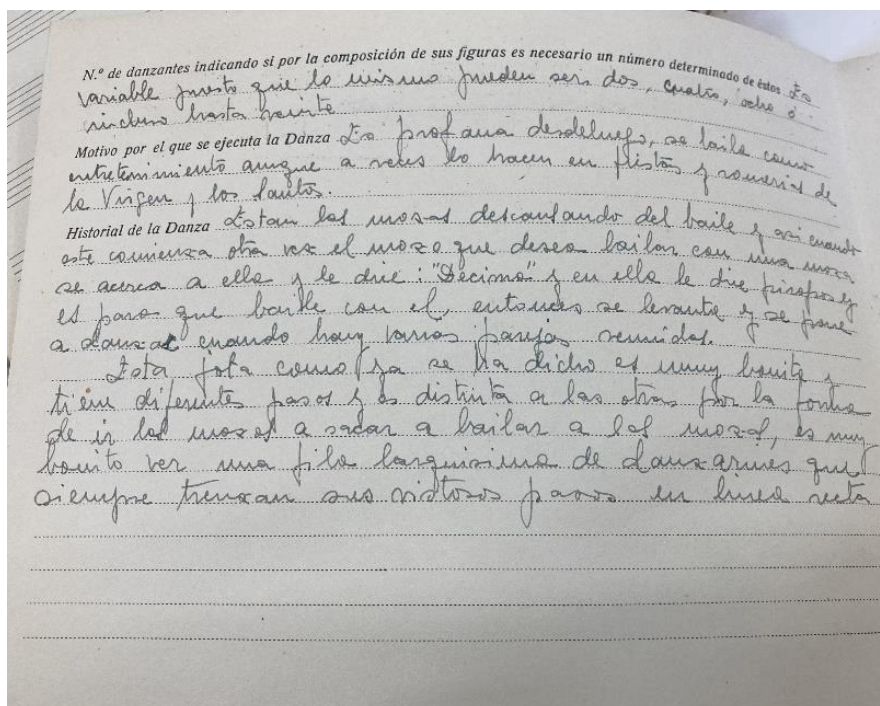 N.º de danzantes indicando si por la composición de sus figuras es necesario un número determinado de éstos Es
variable puesto que lo mismo pueden ser dos, cuatro, ocho o
incluso hasta veinte
Motivo por el que se ejecuta la Danza Es profana desdeluego, se baila como
entretenimiento aunque a veces lo hacen en fiestas y romerias de
la Virgen y los Santos.
Historial de la Danza Estan las mozas descansando del baile y asi cuando
este comienza otra vez el mozo que desea bailar con una moza
se acerca a ella y le dice: "Decimo" y en ella le dice piropos y
es para que baile con el, entonces se levanta y se pone
a danzar cuando hay varias parejas reunidas.
Esta jota como ya se ha dicho es muy bonita y
tiene diferentes pasos y es distinta a las otras por la forma
de ir los mozos a sacar a bailar a las mozas, es muy
bonito ver una fila larguisima de danzarines que
siempre trenzan sus vistosos pasos en linea recta